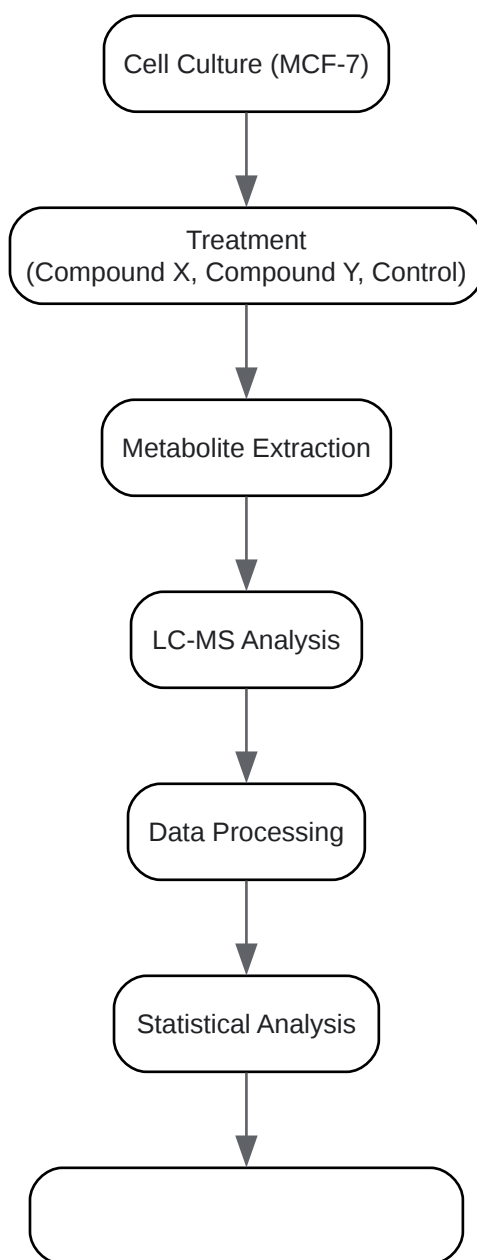 Cell Culture (MCF-7)
Treatment
(Compound X, Compound Y, Control)
Metabolite Extraction
LC-MS Analysis
Data Processing
Statistical Analysis